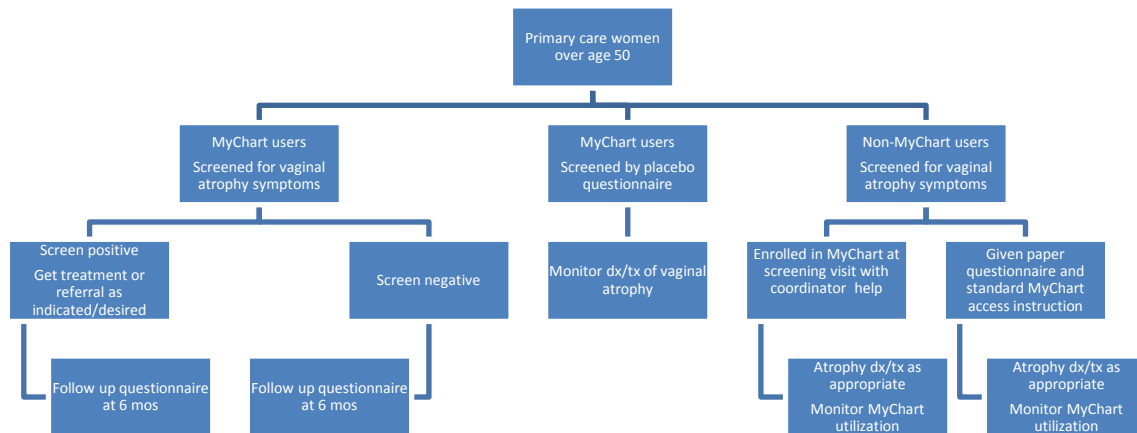 Primary care women
over age 50
MyChart users
Screened for vaginal
atrophy symptoms
MyChart users
Screened by placebo
questionnaire
Non-MyChart users
Screened for vaginal
atrophy symptoms
Screen positive
Get treatment or
referral as
indicated/desired
Screen negative
Monitor dx/tx of vaginal
atrophy
Enrolled in MyChart at
screening visit with
coordinator help
Given paper
questionnaire and
standard MyChart
access instruction
Follow up questionnaire
at 6 mos
Follow up questionnaire
at 6 mos
Atrophy dx/tx as
appropriate
Monitor MyChart
utilization
Atrophy dx/tx as
appropriate
Monitor MyChart
utilization